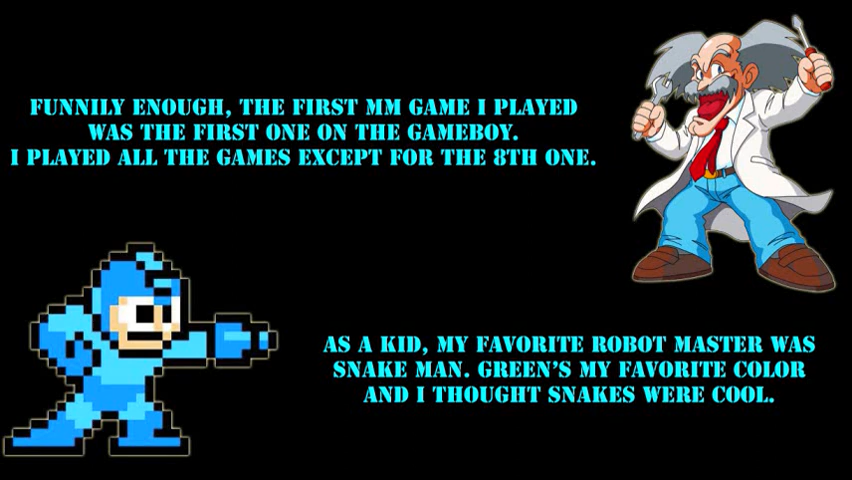 FUNNILY ENOUGH, THE FIRST MM GAME I PLAYED
WAS THE FIRST ONE ON THE GAMEBOY.
I PLAYED ALL THE GAMES EXCEPT FOR THE 8TH ONE.
AS A KID, MY FAVORITE ROBOT MASTER WAS
SNAKE MAN. GREEN'S MY FAVORITE COLOR
AND I THOUGHT SNAKES WERE COOL.